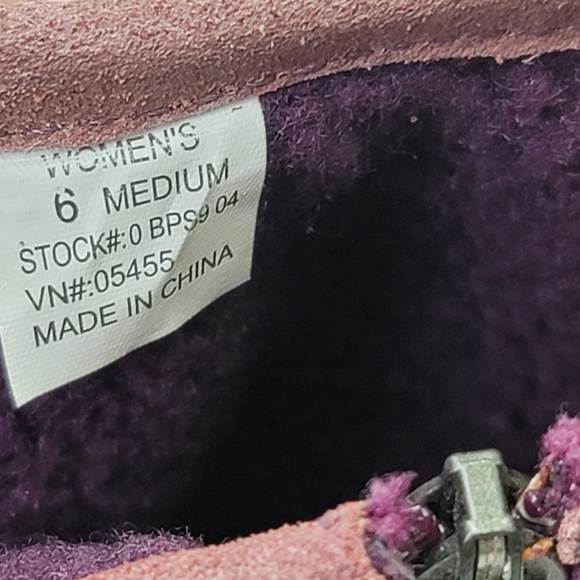 WOMEN'S
6 MEDIUM
STOCK#:0 BPS9 04
VN#:05455
MADE IN CHINA